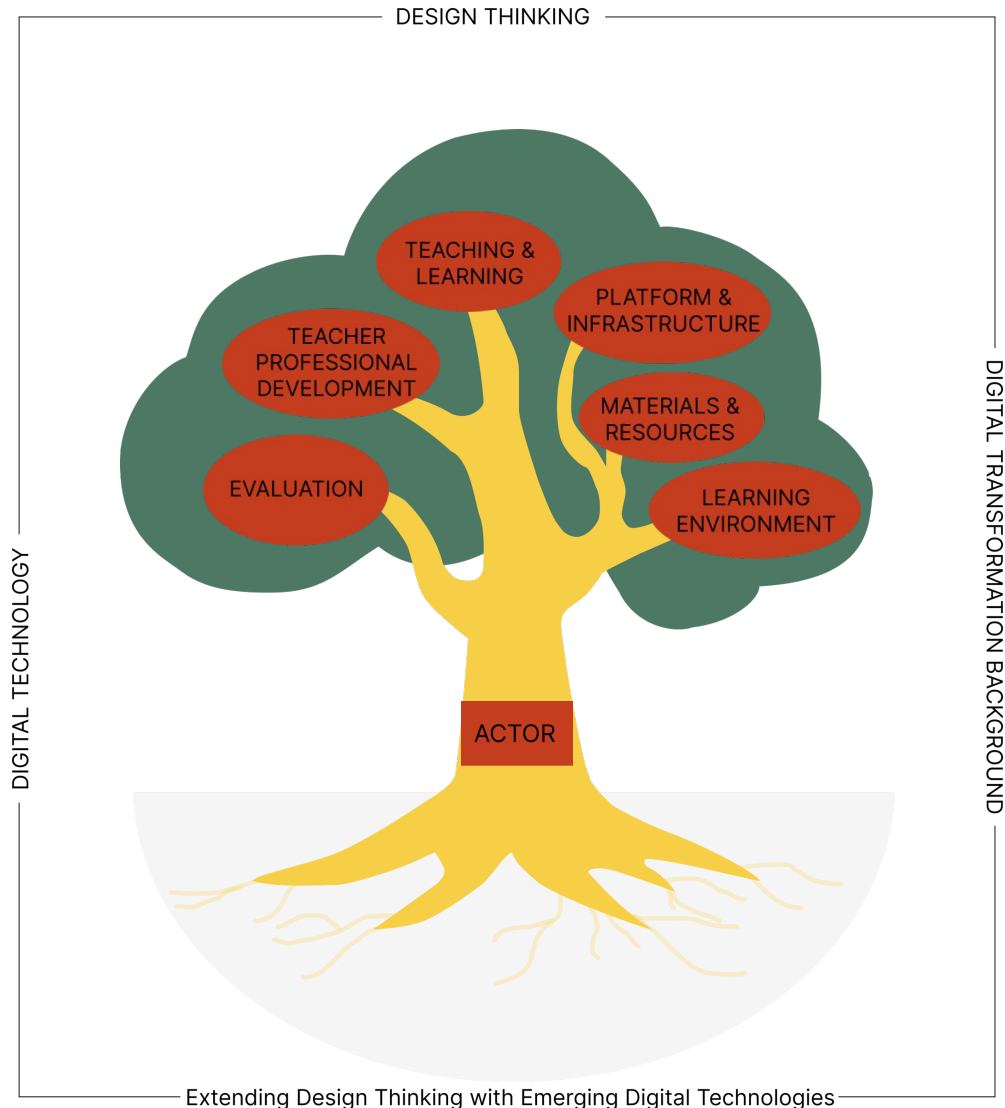 DESIGN THINKING
TEACHING &
LEARNING
PLATFORM &
INFRASTRUCTURE
TEACHER
PROFESSIONAL
DEVELOPMENT
MATERIALS &
RESOURCES
EVALUATION
LEARNING
ENVIRONMENT
DIGITAL TECHNOLOGY
DIGITAL TRANSFORMATION BACKGROUND
ACTOR
Extending Design Thinking with Emerging Digital Technologies